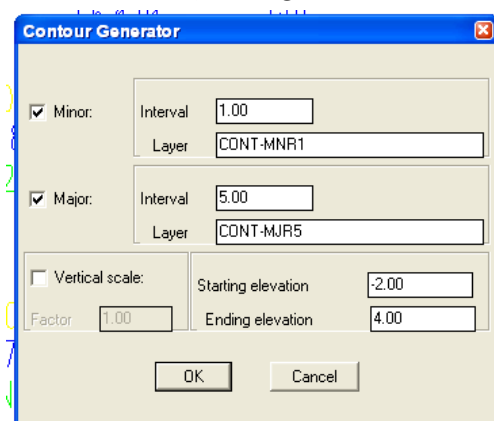 Contour Generator
Minor:
Interval 1.00
Layer CONT-MNR1
Major:
Interval 5.00
Layer CONT-MJR5
Vertical scale:
Factor 1.00
Starting elevation -2.00
Ending elevation 4.00
OK Cancel